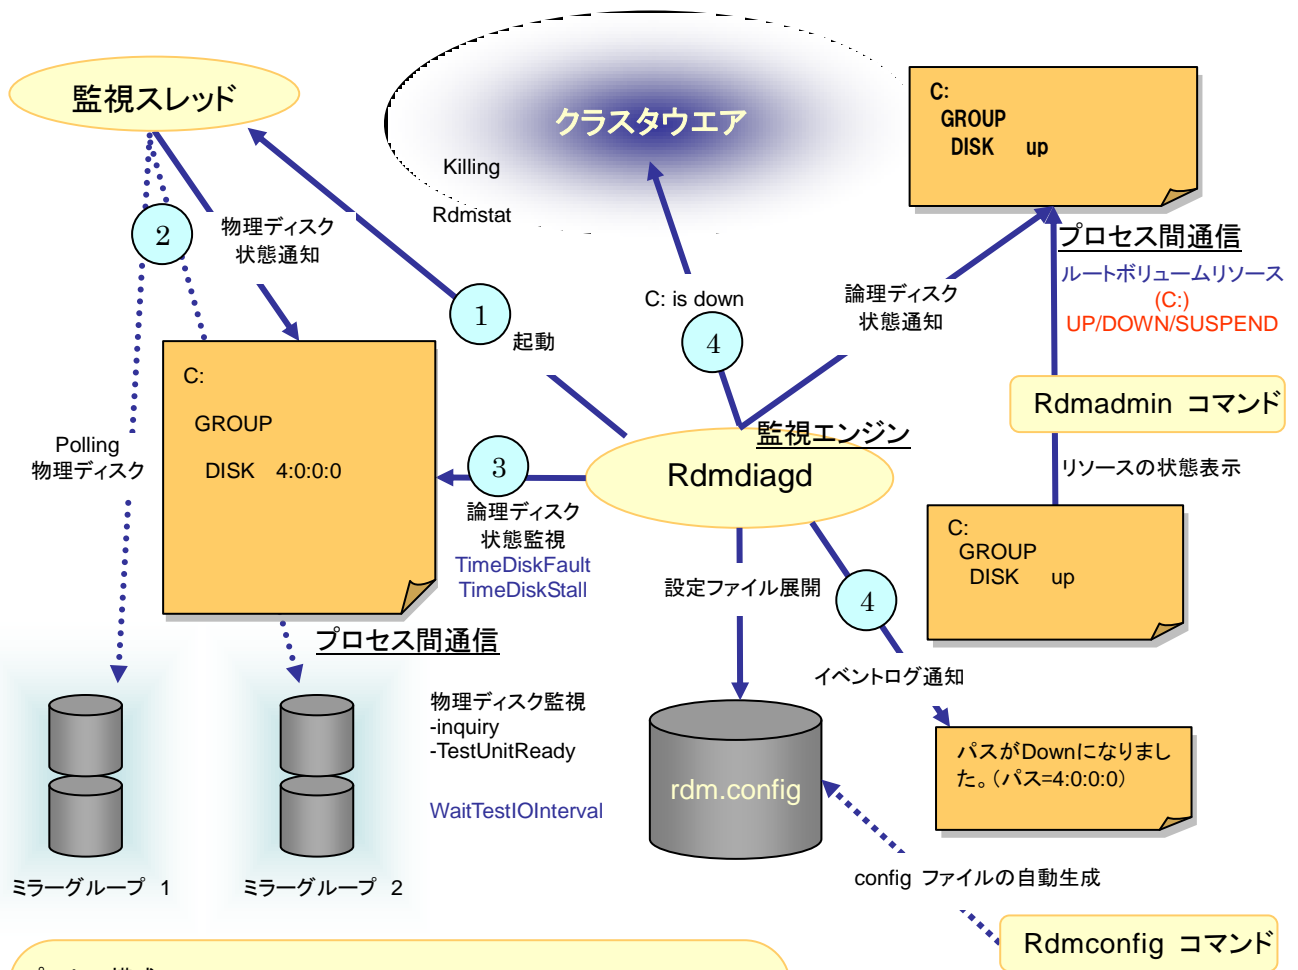 監視スレッド
クラスタウエア
Killing
Rdmstat
C:
GROUP
DISK up
2
物理ディスク
状態通知
プロセス間通信
ルートボリュームリソース
(C:)
UP/DOWN/SUSPEND
1
起動
C: is down
4
論理ディスク
状態通知
C:
GROUP
DISK 4:0:0:0
Rdmadmin コマンド
Polling
物理ディスク
3
論理ディスク
状態監視
TimeDiskFault
TimeDiskStall
監視エンジン
Rdmdiagd
リソースの状態表示
C:
GROUP
DISK up
設定ファイル展開
4
プロセス間通信
イベントログ通知
物理ディスク監視
-inquiry
-TestUnitReady
WaitTestIOInterval
rdm.config
パスがDownになりまし
た。（パス=4:0:0:0）
ミラーグループ 1
ミラーグループ 2
config ファイルの自動生成
Rdmconfig コマンド